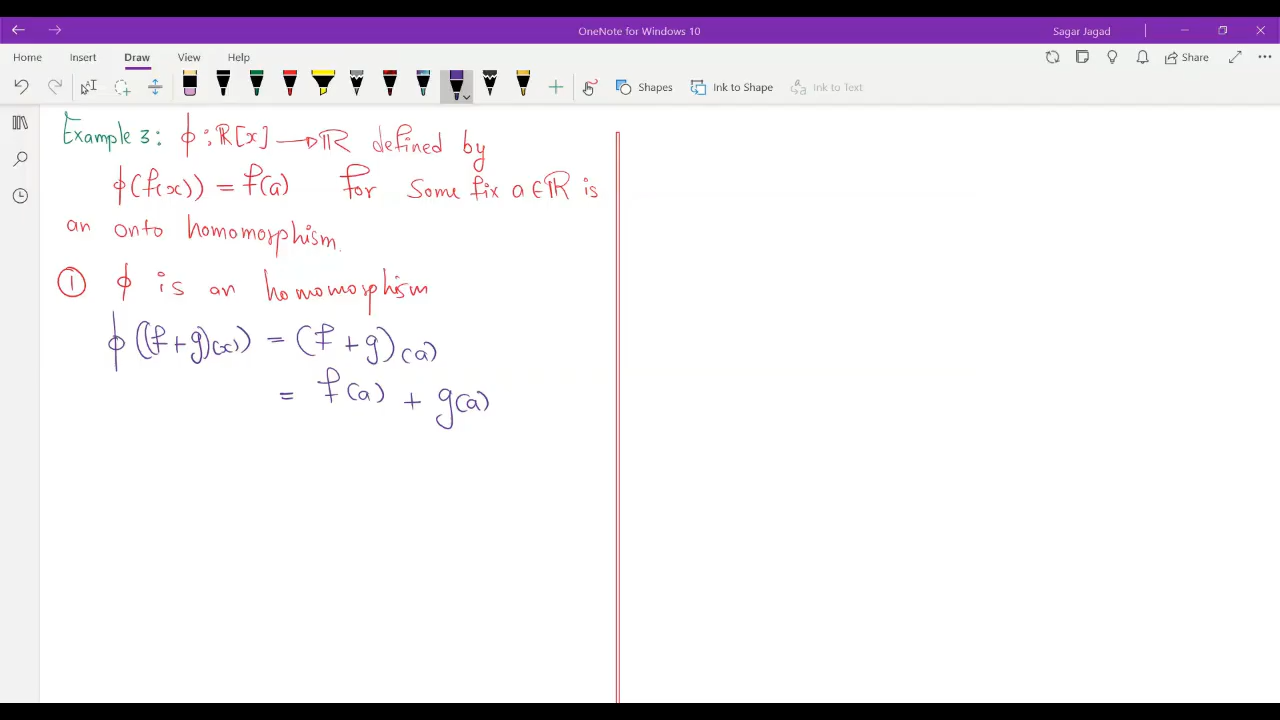 OneNote for Windows 10
Sagar Jagad
Home Insert Draw View Help
Share
Shapes
Ink to Shape
Ink to Text
Example 3: ϕ : ℝ[x] ⟶ ℝ defined by
ϕ(f(x)) = f(a) for some fix a ∈ ℝ is
an onto homomorphism.
① ϕ is an homomorphism
ϕ((f+g)(x)) = (f+g)(a)
= f(a) + g(a)